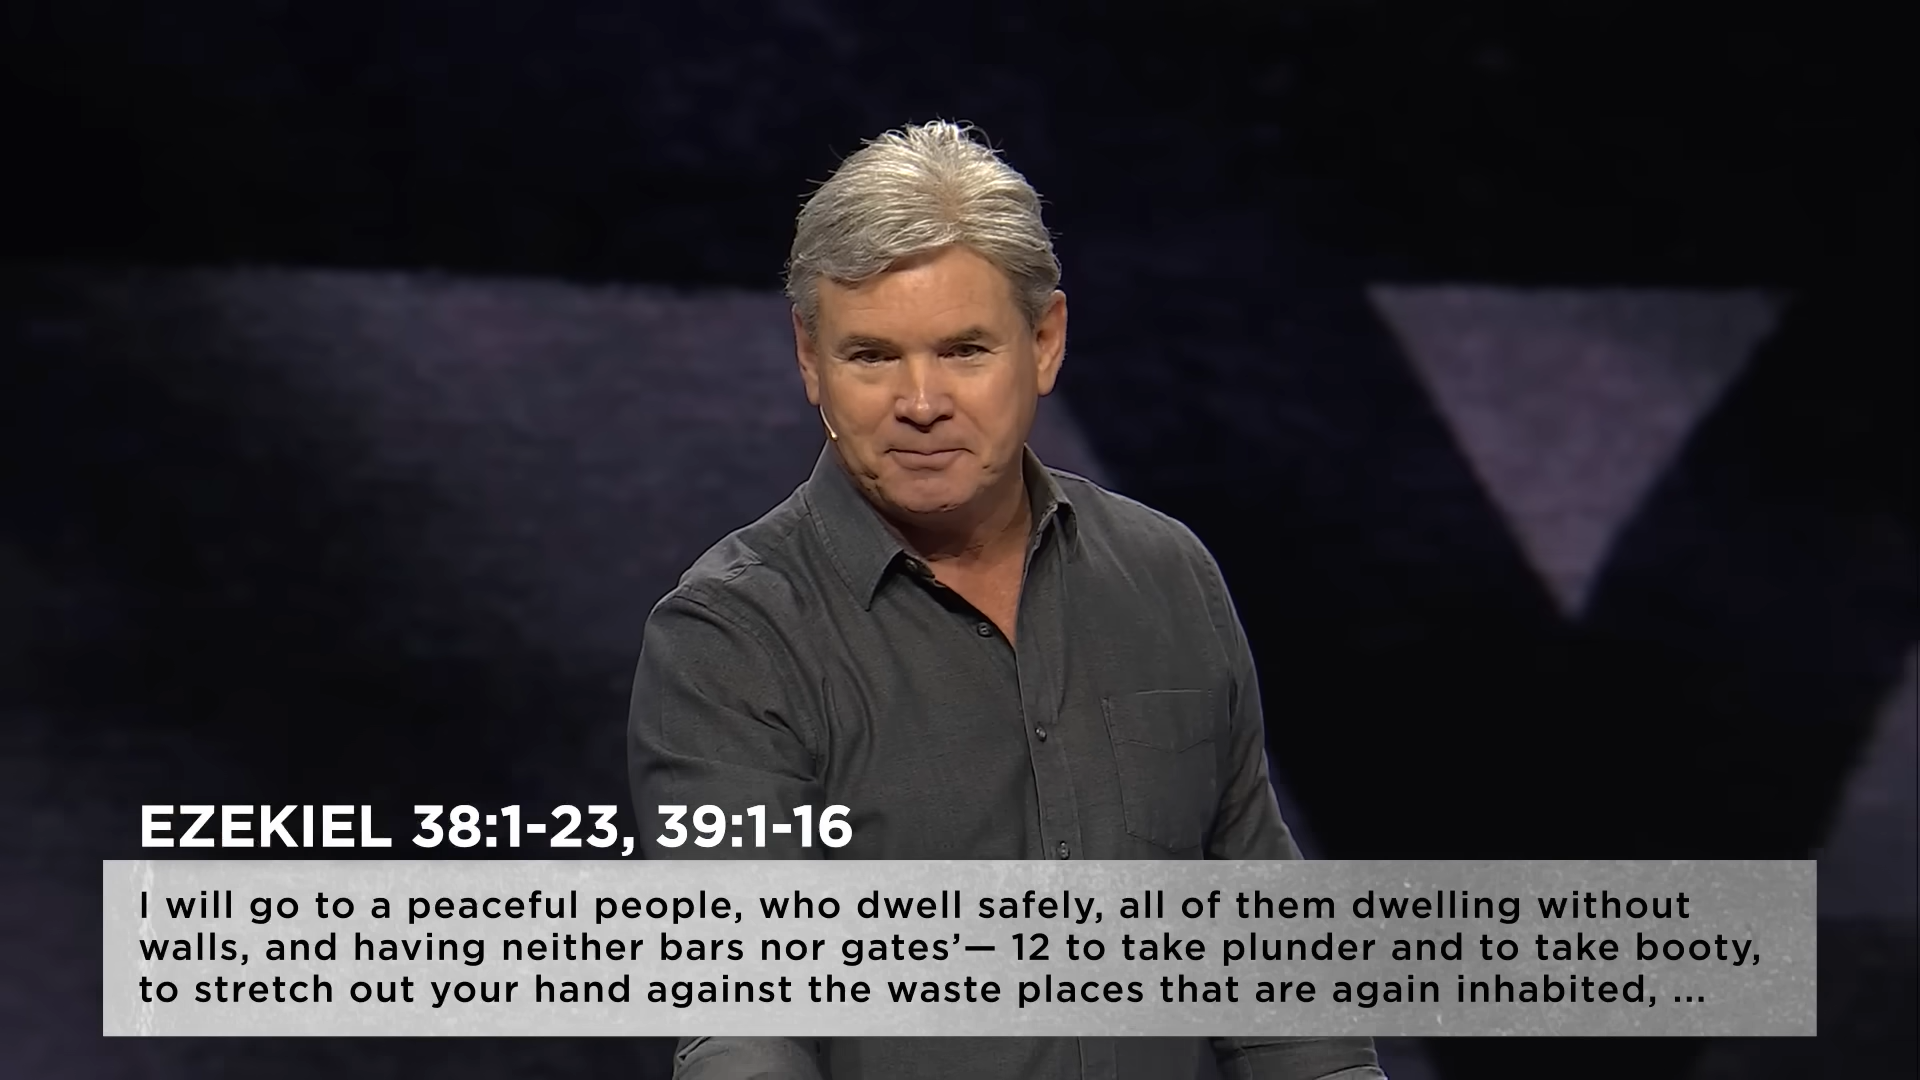 EZEKIEL 38:1-23, 39:1-16
I will go to a peaceful people, who dwell safely, all of them dwelling without
walls, and having neither bars nor gates’— 12 to take plunder and to take booty,
to stretch out your hand against the waste places that are again inhabited, ...